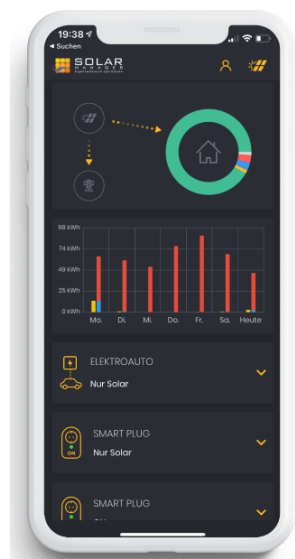 19:38
Suchen
SOLAR
MANAGER
98 kWh
74 kWh
49 kWh
25 kWh
0 kWh
Mo. Di. Mi. Do. Fr. Sa. Heute
ELEKTROAUTO
Nur Solar
SMART PLUG
ON
Nur Solar
SMART PLUG